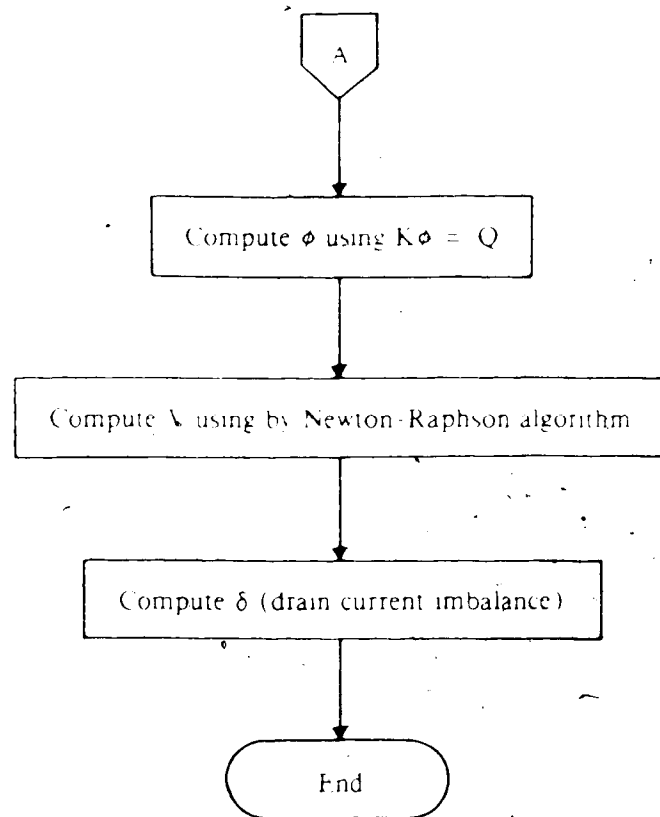 A
Compute ϕ using Kϕ = Q
Compute using by Newton-Raphson algorithm
Compute δ (drain current imbalance)
End